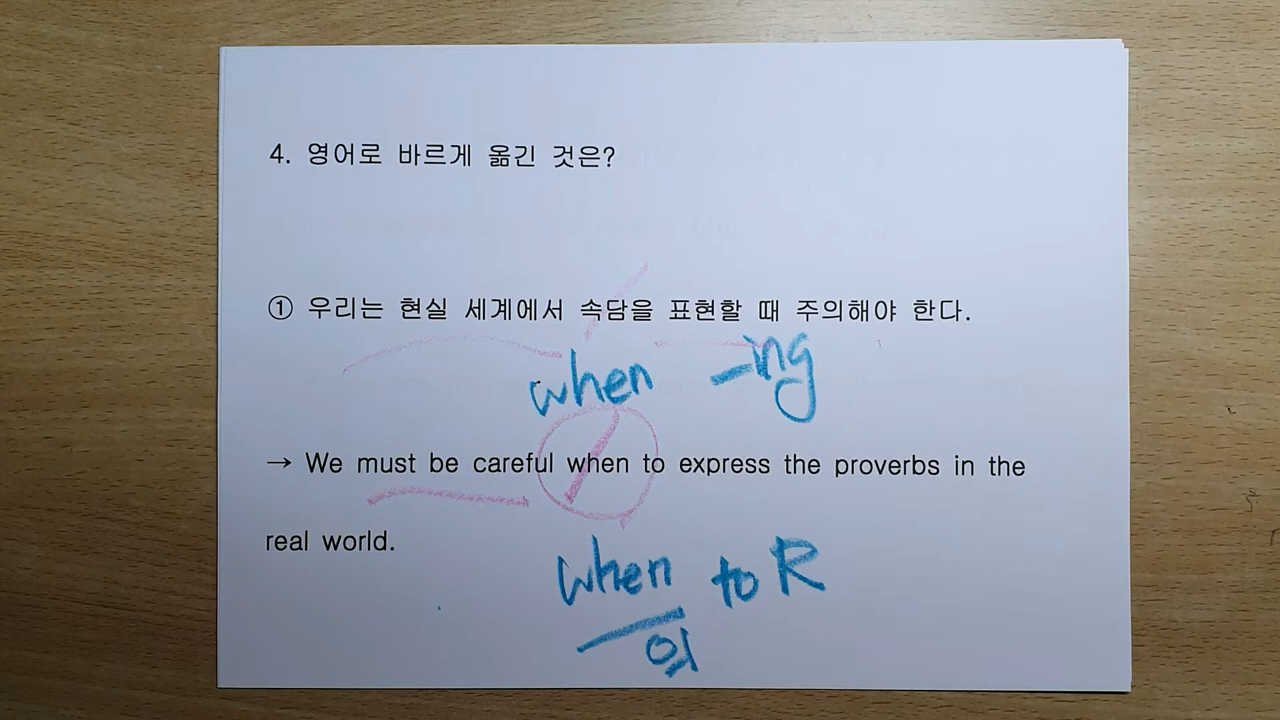 4. 영어로 바르게 옮긴 것은?
① 우리는 현실 세계에서 속담을 표현할 때 주의해야 한다.
when -ing
→ We must be careful when to express the proverbs in the
real world.
when to R
의